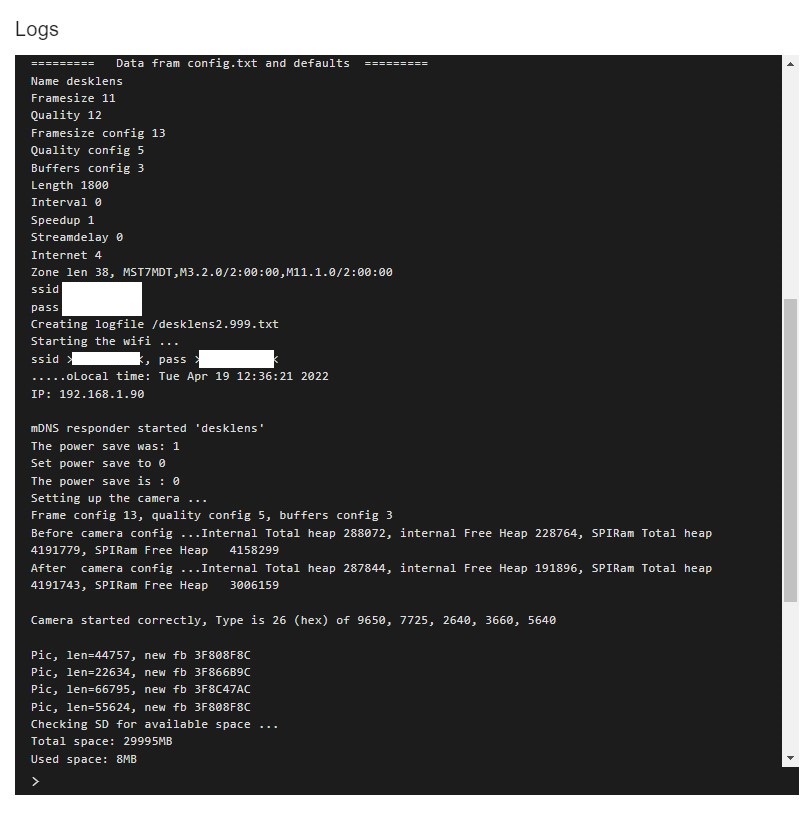 Logs
========= Data fram config.txt and defaults =========
Name desklens
Framesize 11
Quality 12
Framesize config 13
Quality config 5
Buffers config 3
Length 1800
Interval 0
Speedup 1
Streamdelay 0
Internet 4
Zone len 38, MST7MDT,M3.2.0/2:00:00,M11.1.0/2:00:00
ssid
pass
Creating logfile /desklens2.999.txt
Starting the wifi ...
ssid > <, pass > <
.....oLocal time: Tue Apr 19 12:36:21 2022
IP: 192.168.1.90
mDNS responder started 'desklens'
The power save was: 1
Set power save to 0
The power save is : 0
Setting up the camera ...
Frame config 13, quality config 5, buffers config 3
Before camera config ...Internal Total heap 288072, internal Free Heap 228764, SPIRam Total heap
4191779, SPIRam Free Heap 4158299
After camera config ...Internal Total heap 287844, internal Free Heap 191896, SPIRam Total heap
4191743, SPIRam Free Heap 3006159
Camera started correctly, Type is 26 (hex) of 9650, 7725, 2640, 3660, 5640
Pic, len=44757, new fb 3F808F8C
Pic, len=22634, new fb 3F866B9C
Pic, len=66795, new fb 3F8C47AC
Pic, len=55624, new fb 3F808F8C
Checking SD for available space ...
Total space: 29995MB
Used space: 8MB
>